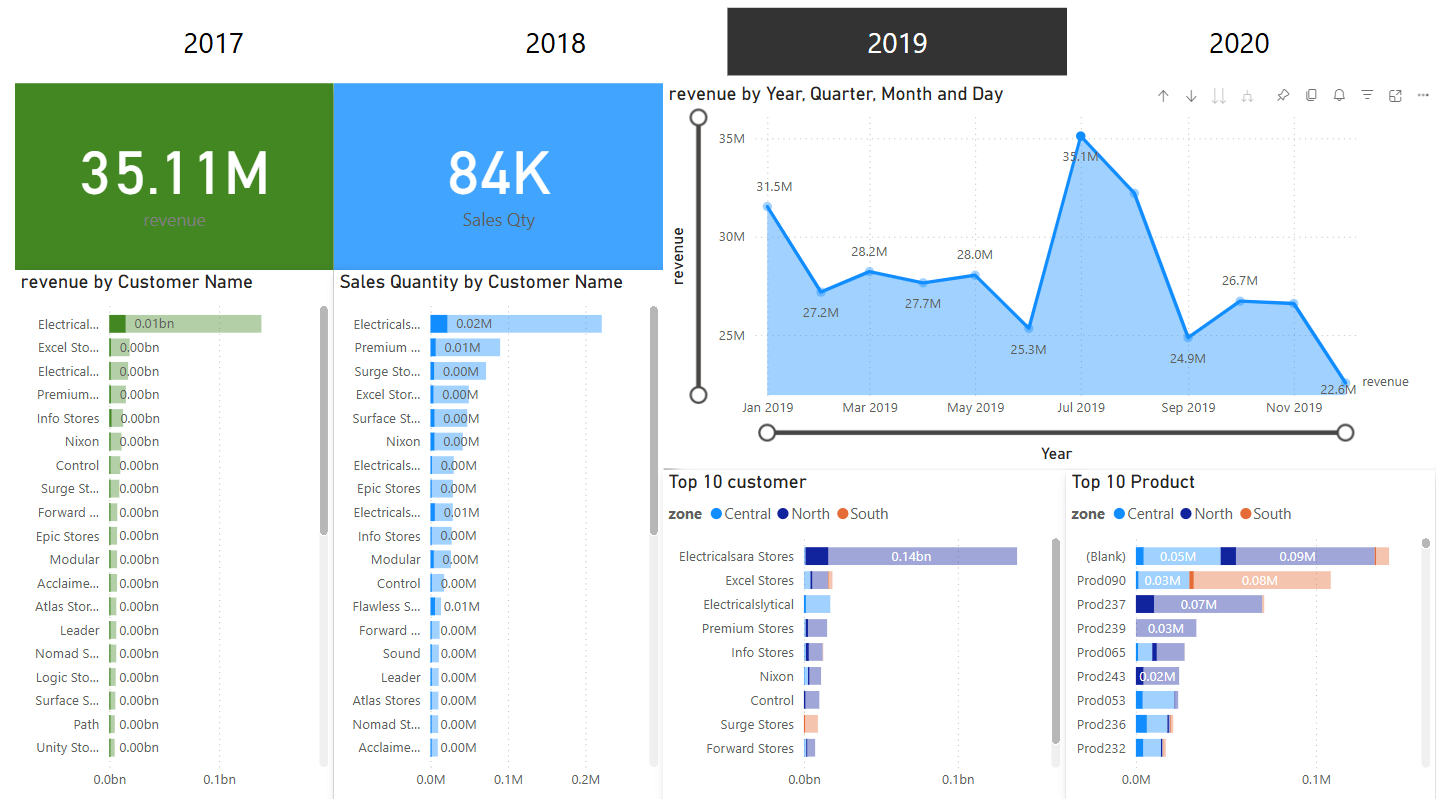 2017
2018
2019
2020
35.11M
revenue
84K
Sales Qty
revenue by Year, Quarter, Month and Day
35M
30M
25M
revenue
31.5M
27.2M
28.2M
27.7M
28.0M
25.3M
35.1M
24.9M
26.7M
22.6M
revenue
Jan 2019
Mar 2019
May 2019
Jul 2019
Sep 2019
Nov 2019
Year
revenue by Customer Name
Electrical... 0.01bn
Excel Sto... 0.00bn
Electrical... 0.00bn
Premium... 0.00bn
Info Stores 0.00bn
Nixon 0.00bn
Control 0.00bn
Surge St... 0.00bn
Forward ... 0.00bn
Epic Stores 0.00bn
Modular 0.00bn
Acclaime... 0.00bn
Atlas Stor... 0.00bn
Leader 0.00bn
Nomad S... 0.00bn
Logic Sto... 0.00bn
Surface S... 0.00bn
Path 0.00bn
Unity Sto... 0.00bn
0.0bn 0.1bn
Sales Quantity by Customer Name
Electricals... 0.02M
Premium ... 0.01M
Surge Sto... 0.00M
Excel Stor... 0.00M
Surface St... 0.00M
Nixon 0.00M
Electricals... 0.00M
Epic Stores 0.00M
Electricals... 0.01M
Info Stores 0.00M
Modular 0.00M
Control 0.00M
Flawless S... 0.01M
Forward ... 0.00M
Sound 0.00M
Leader 0.00M
Atlas Stores 0.00M
Nomad St... 0.00M
Acclaime... 0.00M
0.0M 0.1M 0.2M
Top 10 customer
zone Central North South
Electricalsara Stores 0.14bn
Excel Stores
Electricalslytical
Premium Stores
Info Stores
Nixon
Control
Surge Stores
Forward Stores
0.0bn 0.1bn
Top 10 Product
zone Central North South
(Blank) 0.05M 0.09M
Prod090 0.03M 0.08M
Prod237 0.07M
Prod239 0.03M
Prod065
Prod243 0.02M
Prod053
Prod236
Prod232
0.0M 0.1M